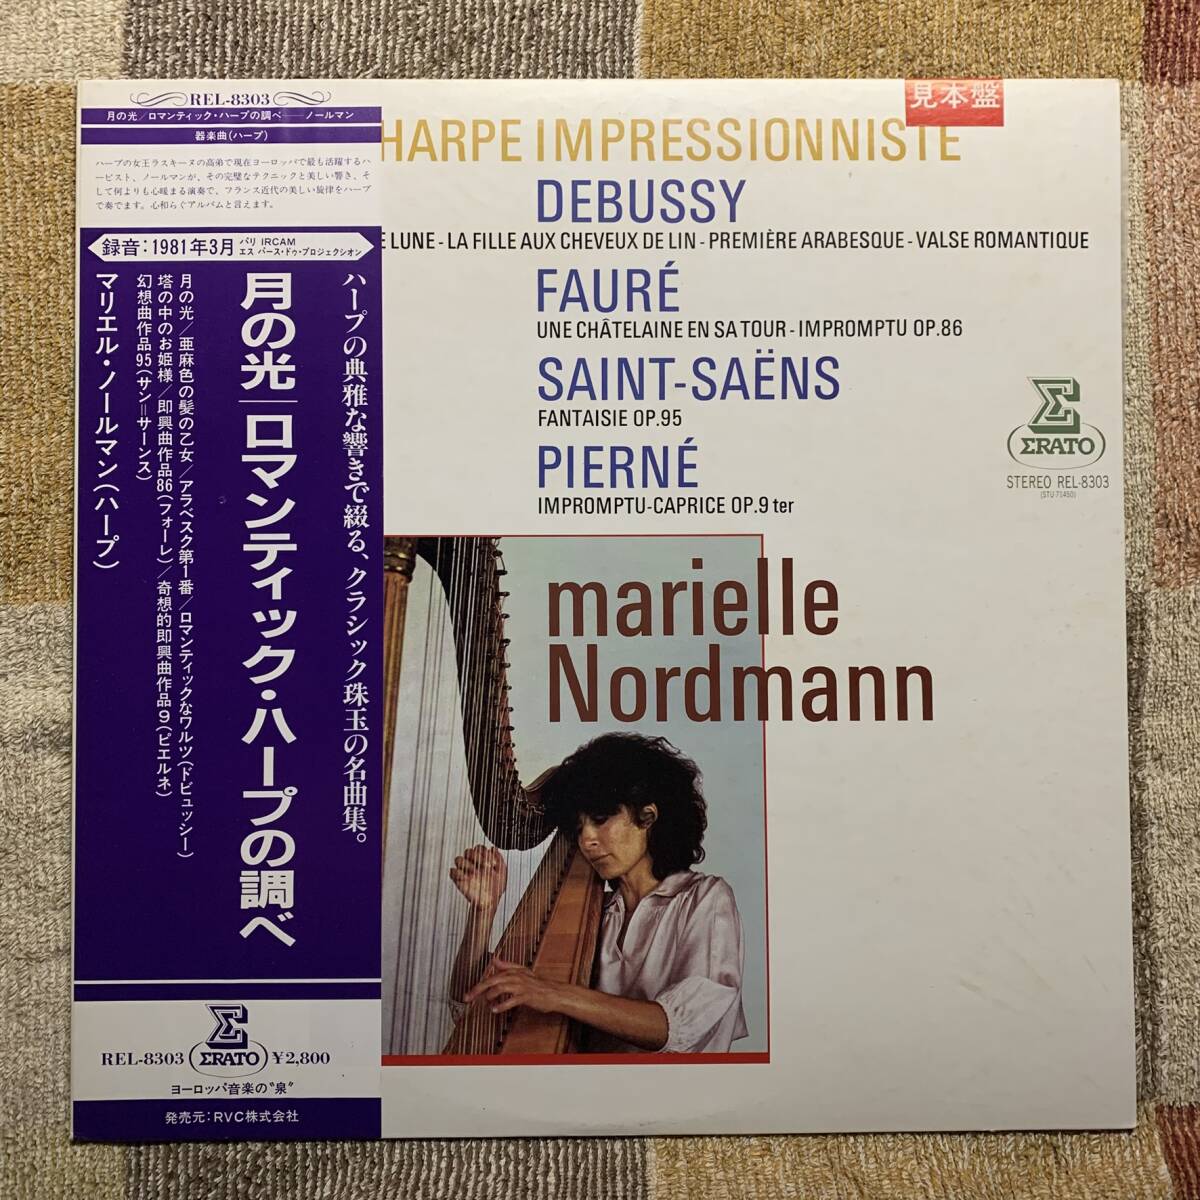 REL-8303
月の光/ロマンティック・ハープの調べ——ノールマン
器楽曲(ハープ)
ハープの女王ラスキーヌの高弟で現在ヨーロッパで最も活躍するハ
ーピスト、ノールマンが、その完璧なテクニックと美しい響き、そ
して何よりも心暖まる演奏で、フランス近代の美しい旋律をハープ
で奏でます。心和らぐアルバムと言えます。
録音:1981年3月 パリ IRCAM
エス パース・ドゥ・プロジェクシオン
ハープの典雅な響きで綴る、クラシック珠玉の名曲集。
月の光|ロマンティック・ハープの調べ
月の光/亜麻色の髪の乙女/アラベスク第1番/ロマンティックなワルツ(ドビュッシー)
塔の中のお姫様/即興曲作品86(フォーレ)/奇想的即興曲作品9(ピエルネ)
幻想曲作品95(サン=サーンス)
マリエル・ノールマン(ハープ)
REL-8303 ERATO ¥2,800
ヨーロッパ音楽の"泉"
発売元:RVC株式会社
見本盤
HARPE IMPRESSIONNISTE
DEBUSSY
E LUNE - LA FILLE AUX CHEVEUX DE LIN - PREMIÈRE ARABESQUE - VALSE ROMANTIQUE
FAURÉ
UNE CHÂTELAINE EN SA TOUR - IMPROMPTU OP.86
SAINT-SAËNS
FANTAISIE OP.95
PIERNÉ
IMPROMPTU-CAPRICE OP.9 ter
ERATO
STEREO REL-8303
(STU 71450)
marielle
Nordmann